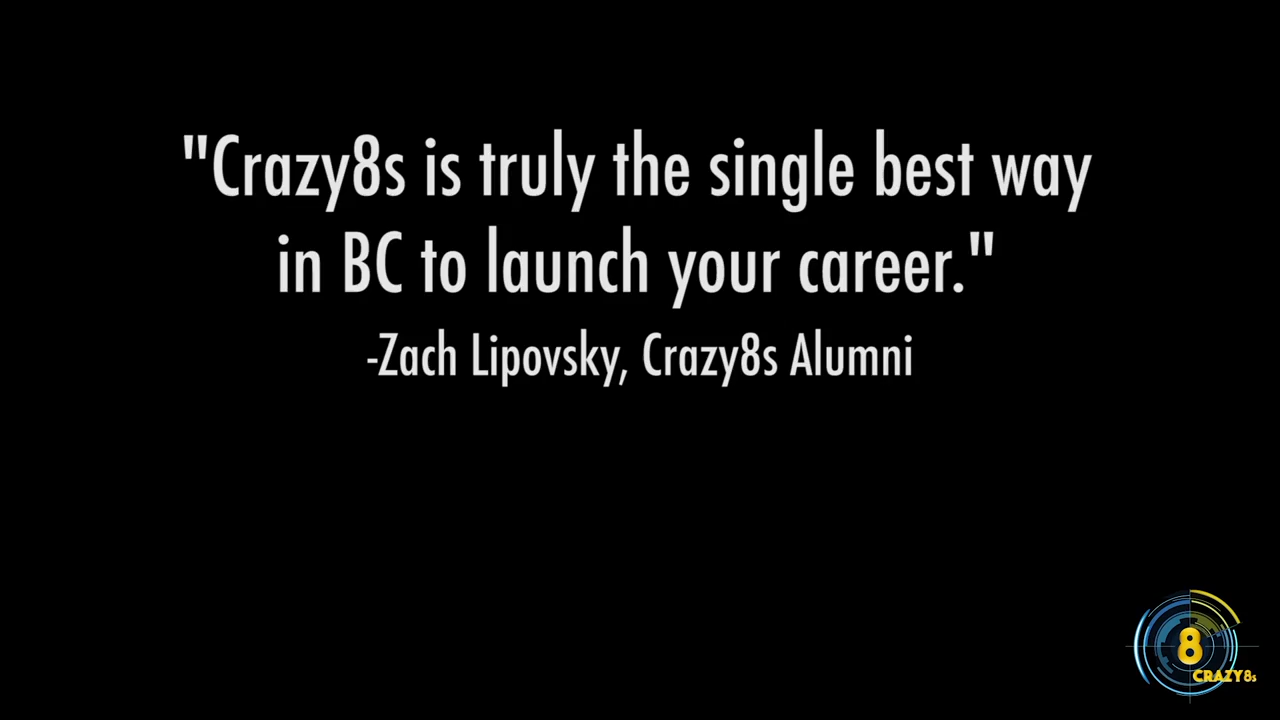 "Crazy8s is truly the single best way
in BC to launch your career."
-Zach Lipovsky, Crazy8s Alumni
8
CRAZY8s